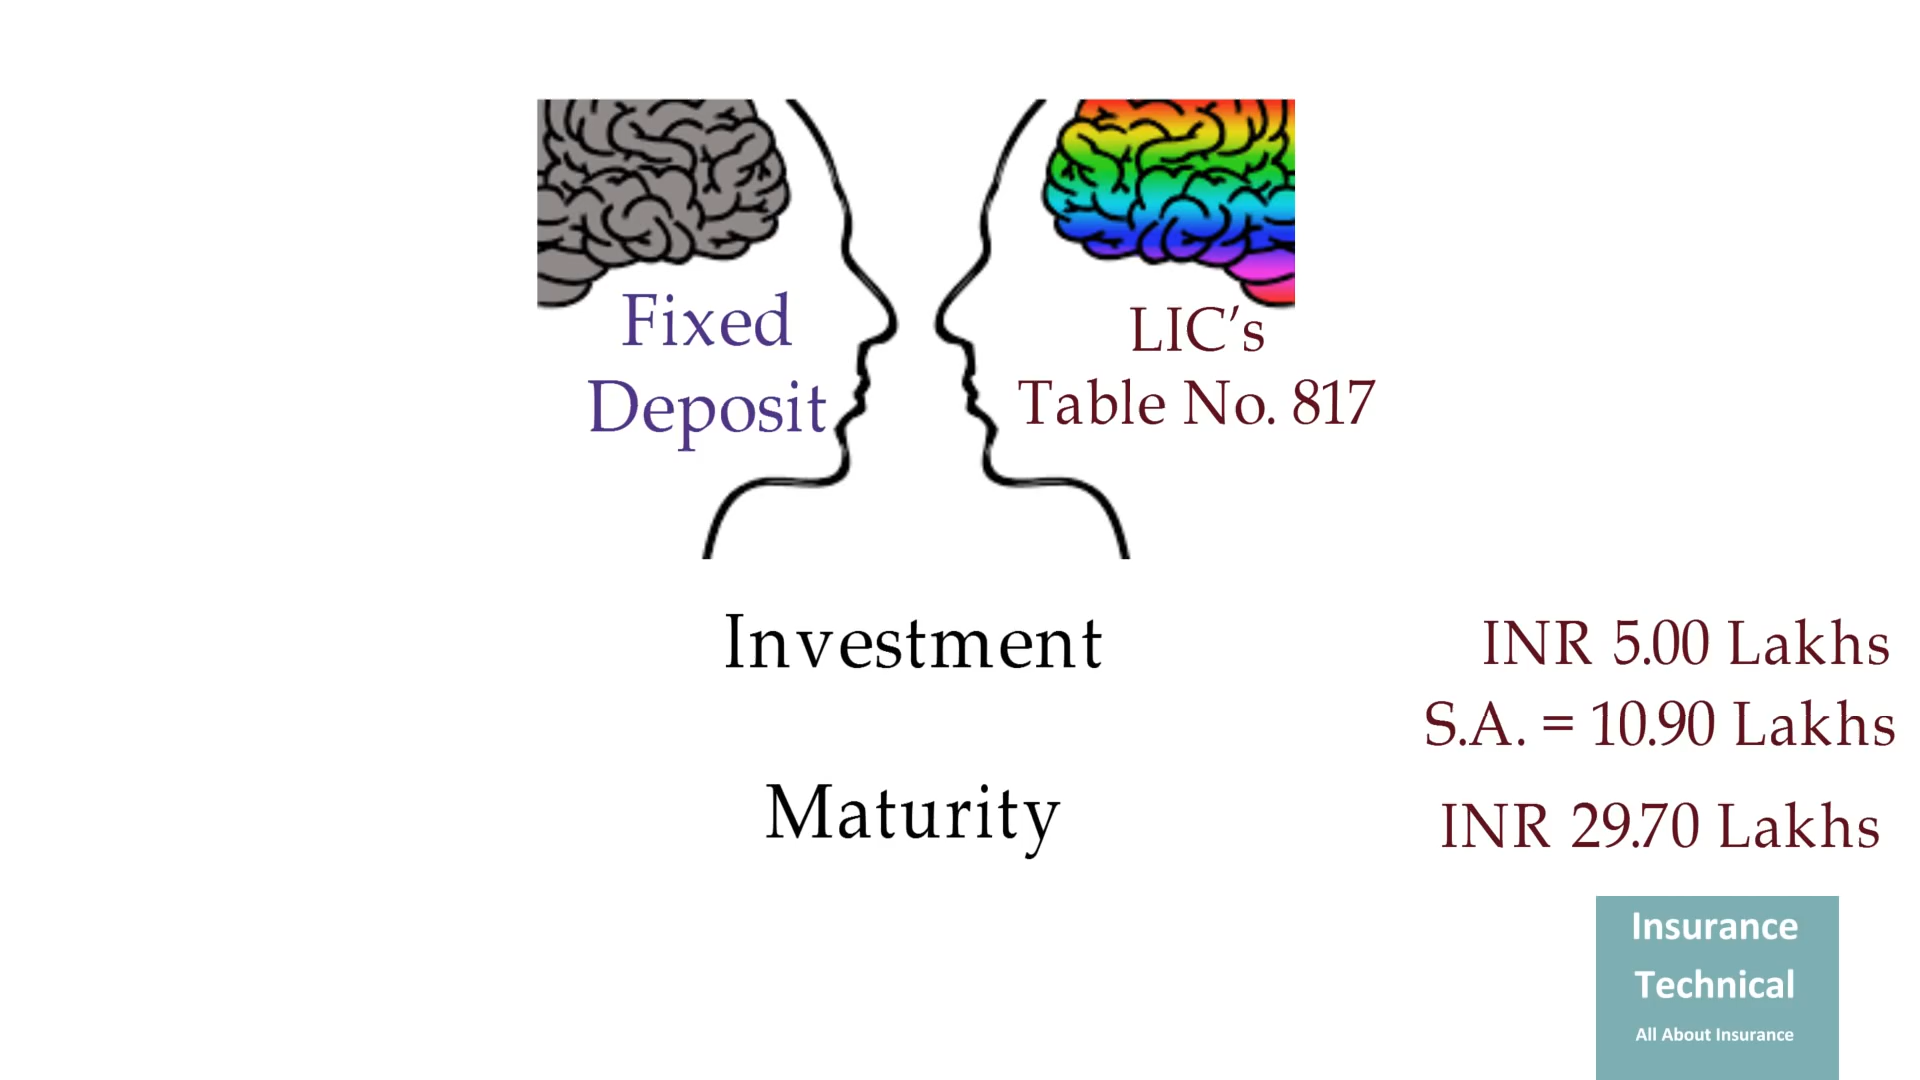 Fixed
Deposit
LIC’s
Table No. 817
Investment
INR 5.00 Lakhs
S.A. = 10.90 Lakhs
Maturity
INR 29.70 Lakhs
Insurance
Technical
All About Insurance